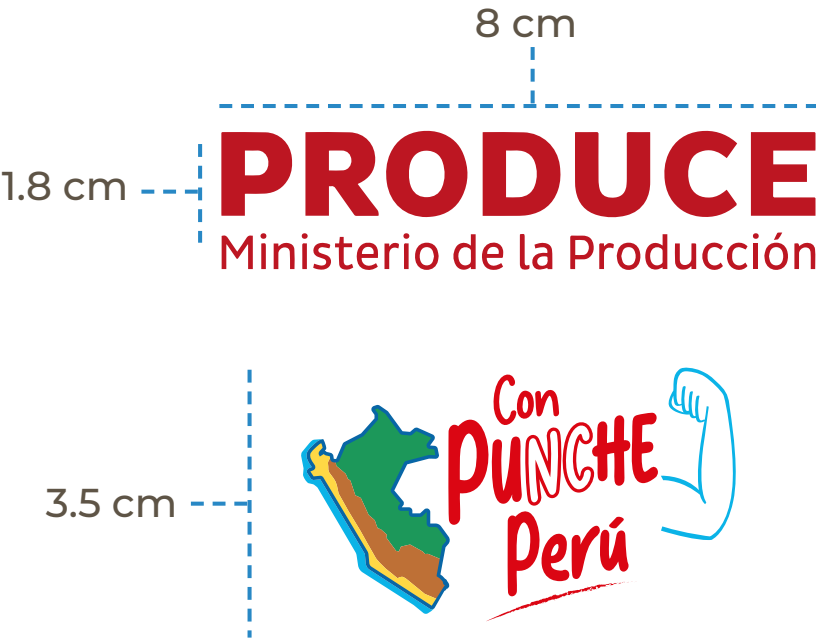 8 cm
1.8 cm
PRODUCE
Ministerio de la Producción
3.5 cm
Con
PUNCHE
Perú